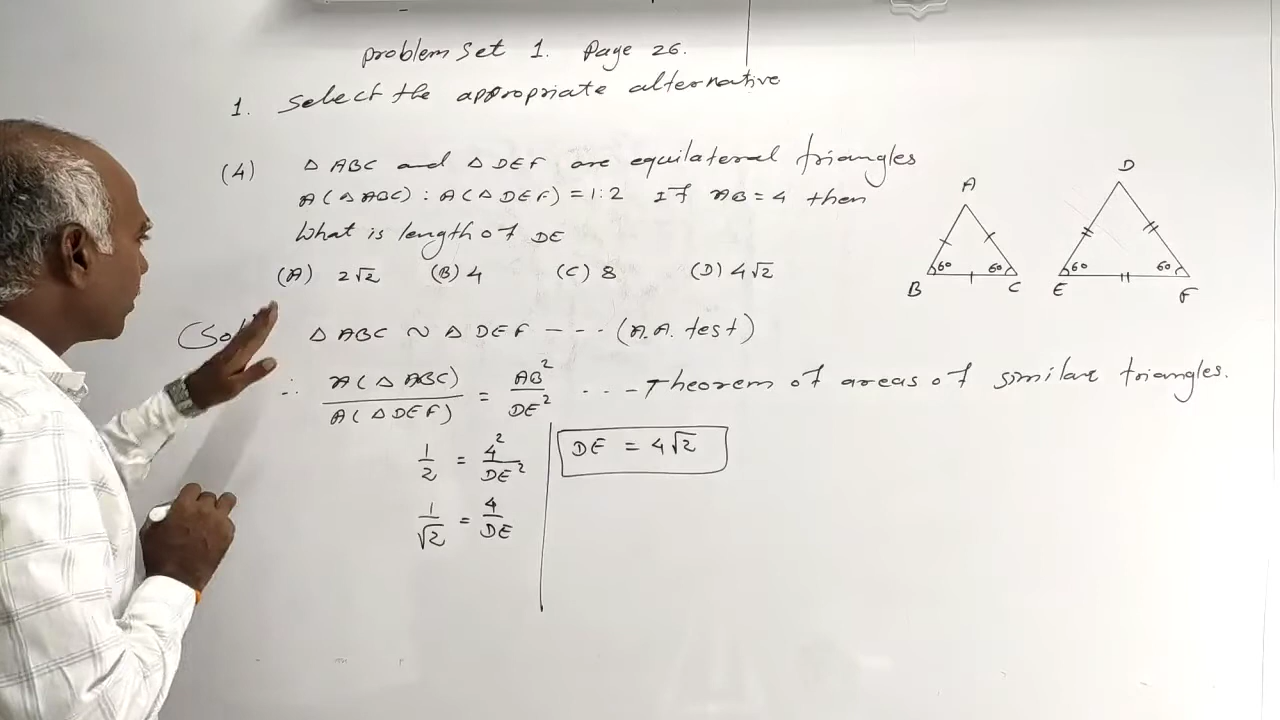 problem Set 1. Page 26.
1. Select the appropriate alternative
(4) △ ABC and △ DEF are equilateral triangles
A(△ ABC) : A(△ DEF) = 1:2 If AB = 4 then
What is length of DE
(A) 2√2 (B) 4 (C) 8 (D) 4√2
A
B 60 60 C
D
E 60 60 F
△ ABC ~ △ DEF --- (A.A. test)
∴ A(△ ABC)/A(△ DEF) = AB²/DE² ... - Theorem of areas of similar triangles.
1/2 = 4²/DE²
1/√2 = 4/DE
DE = 4√2